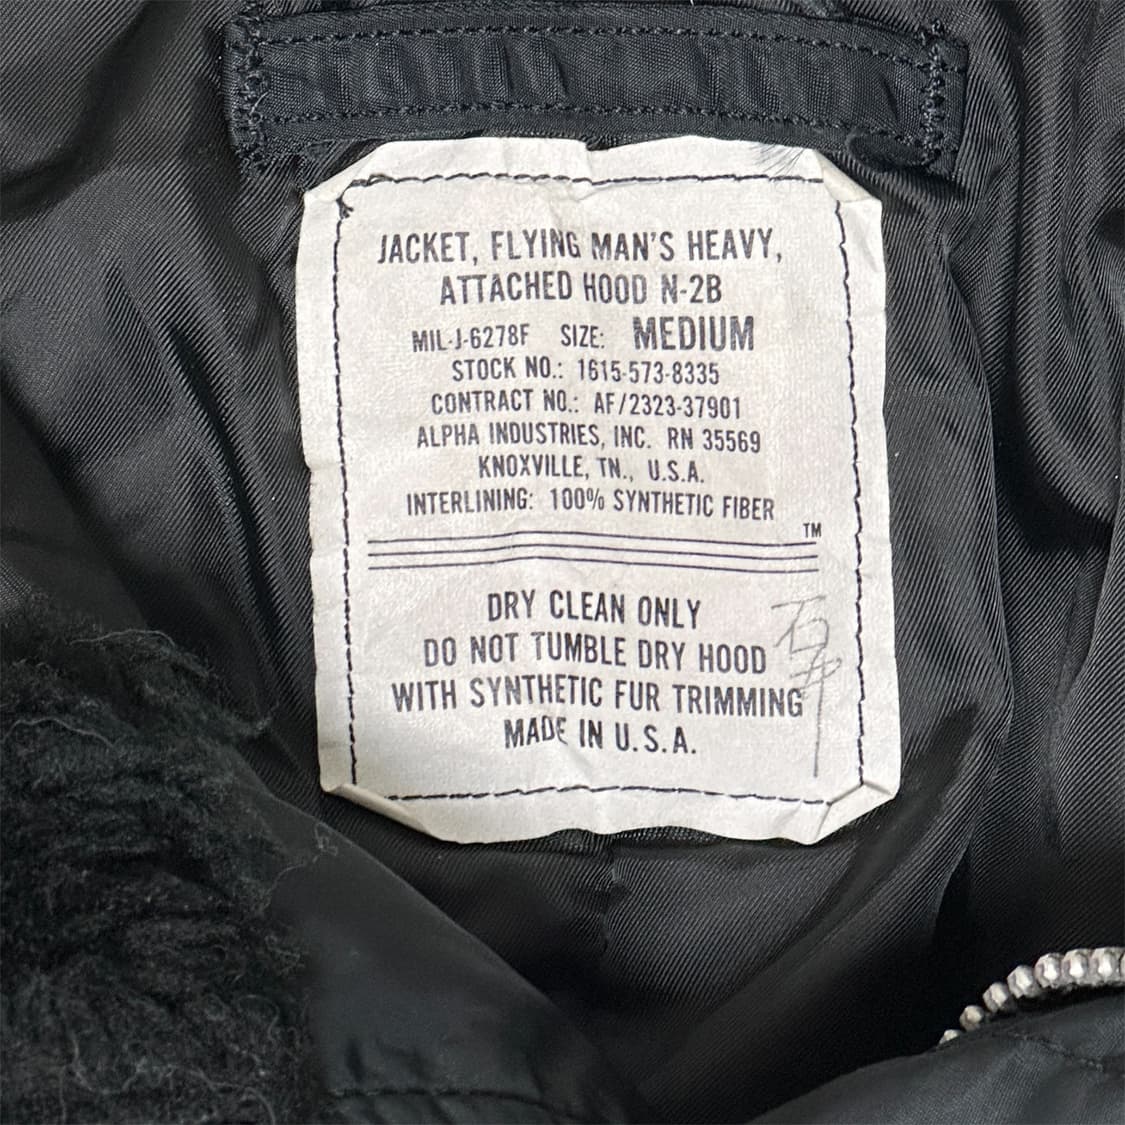 JACKET, FLYING MAN'S HEAVY,
ATTACHED HOOD N-2B
MIL-J-6278F SIZE: MEDIUM
STOCK NO.: 1615-573-8335
CONTRACT NO.: AF/2323-37901
ALPHA INDUSTRIES, INC. RN 35569
KNOXVILLE, TN., U.S.A.
INTERLINING: 100% SYNTHETIC FIBER
TM
DRY CLEAN ONLY
DO NOT TUMBLE DRY HOOD
WITH SYNTHETIC FUR TRIMMING
MADE IN U.S.A.